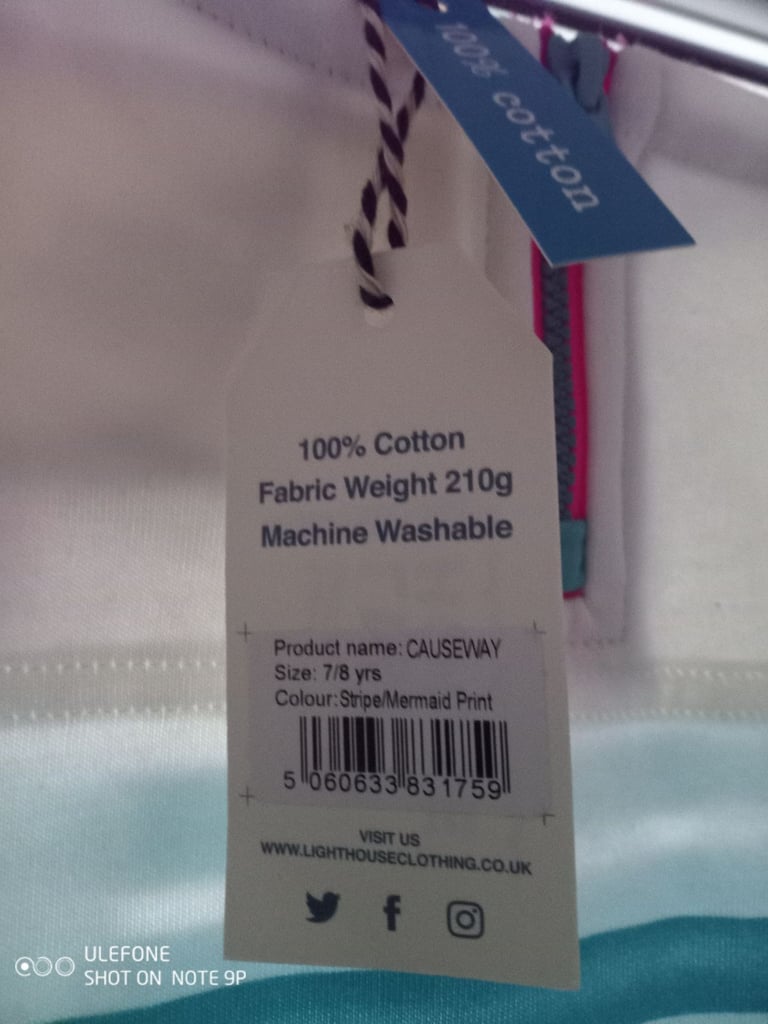 100% cotton
100% Cotton
Fabric Weight 210g
Machine Washable
Product name: CAUSEWAY
Size: 7/8 yrs
Colour:Stripe/Mermaid Print
5 060633 831759
VISIT US
WWW.LIGHTHOUSECLOTHING.CO.UK
ULEFONE
SHOT ON NOTE 9P